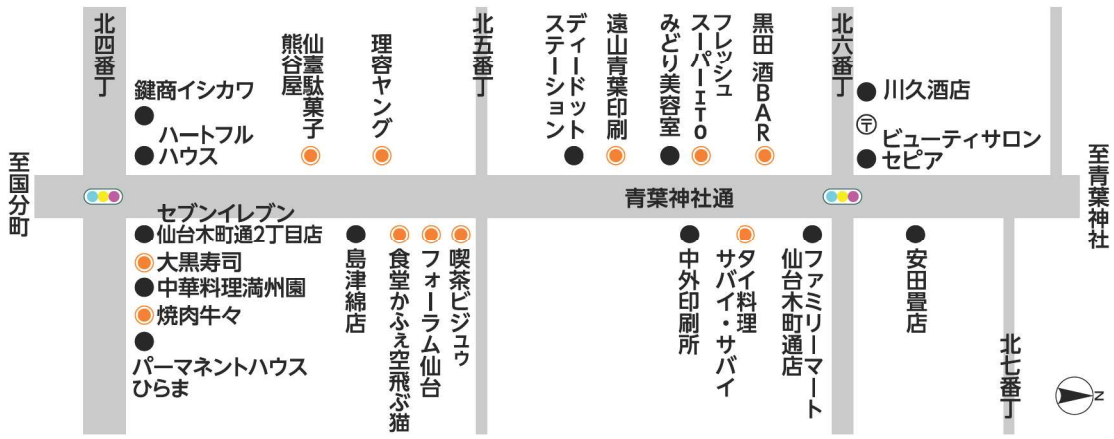 北四番丁
北五番丁
北六番丁
鍵商イシカワ
ハートフル
ハウス
仙臺駄菓子
熊谷屋
理容ヤング
ディードット
ステーション
遠山青葉印刷
みどり美容室
フレッシュ
スーパーITO
黒田 酒BAR
川久酒店
〒
ビューティサロン
セピア
至国分町
青葉神社通
至青葉神社
セブンイレブン
仙台木町通2丁目店
大黒寿司
中華料理満州園
焼肉牛々
パーマネントハウス
ひらま
島津綿店
食堂かふぇ空飛ぶ猫
フォーラム仙台
喫茶ビジュゥ
中外印刷所
タイ料理
サバイ・サバイ
ファミリーマート
仙台木町通店
安田畳店
北七番丁
N